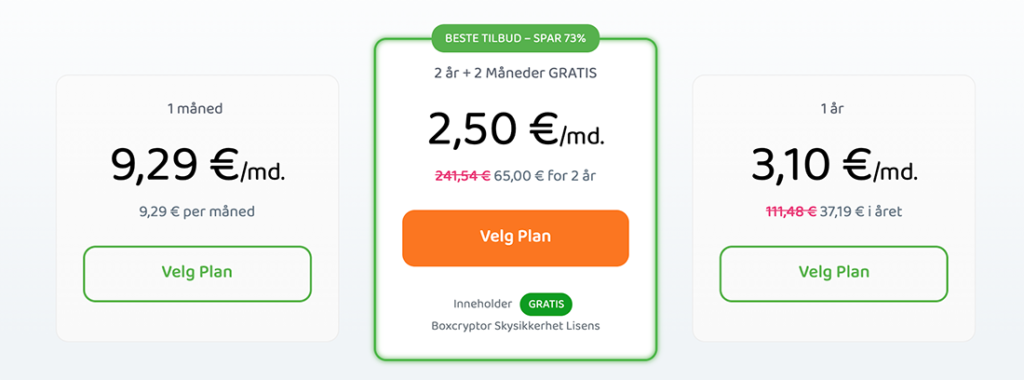 1 måned
9,29 €/md.
9,29 € per måned
Velg Plan
BESTE TILBUD – SPAR 73%
2 år + 2 Måneder GRATIS
2,50 €/md.
241,54 € 65,00 € for 2 år
Velg Plan
Inneholder GRATIS
Boxcryptor Skysikkerhet Lisens
1 år
3,10 €/md.
111,48 € 37,19 € i året
Velg Plan